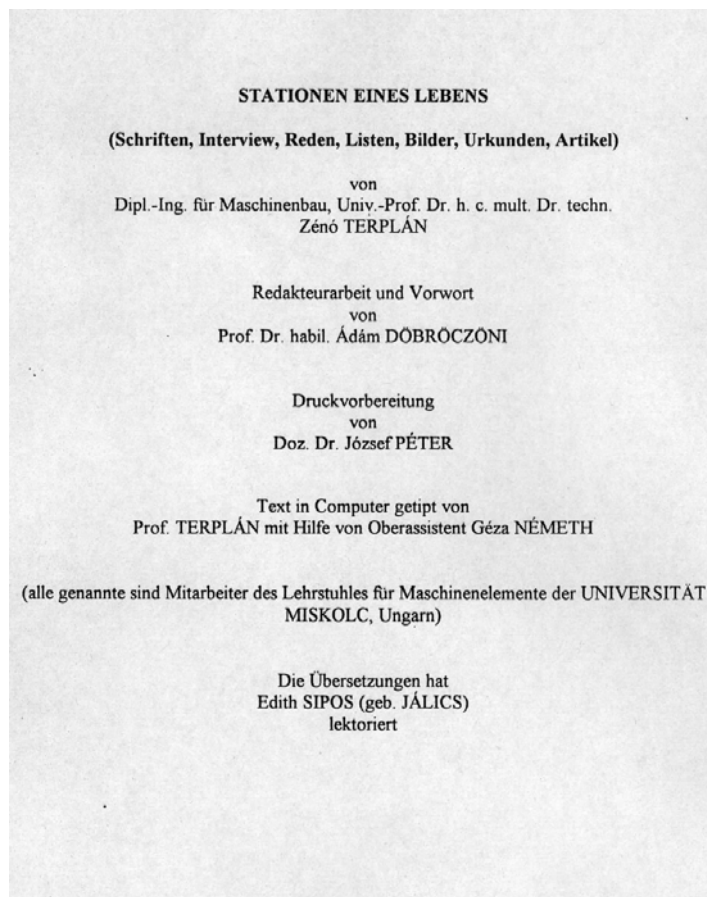 STATIONEN EINES LEBENS
(Schriften, Interview, Reden, Listen, Bilder, Urkunden, Artikel)
von
Dipl.-Ing. für Maschinenbau, Univ.-Prof. Dr. h. c. mult. Dr. techn.
Zénó TERPLÁN
Redakteurarbeit und Vorwort
von
Prof. Dr. habil. Ádám DÖBRÖCZÖNI
Druckvorbereitung
von
Doz. Dr. József PÉTER
Text in Computer getipt von
Prof. TERPLÁN mit Hilfe von Oberassistent Géza NÉMETH
(alle genannte sind Mitarbeiter des Lehrstuhles für Maschinenelemente der UNIVERSITÄT
MISKOLC, Ungarn)
Die Übersetzungen hat
Edith SIPOS (geb. JÁLICS)
lektoriert